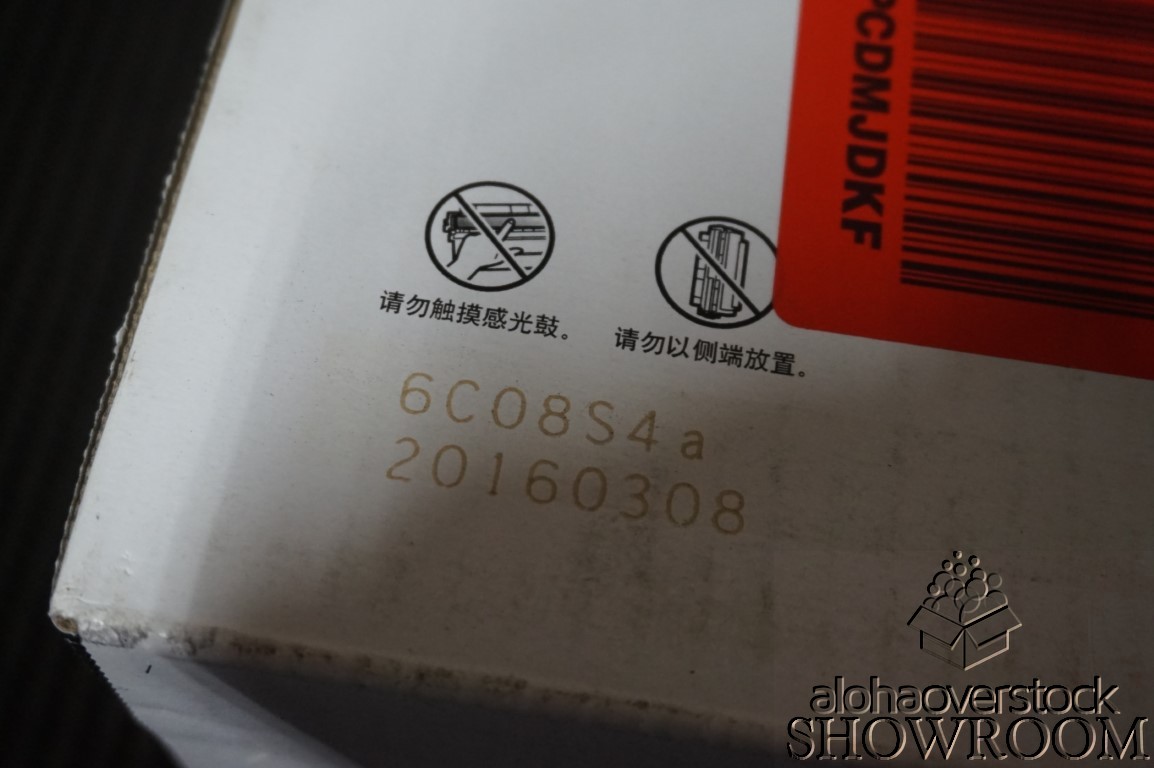 PCDMJDKF
请勿触摸感光鼓。
请勿以侧端放置。
6C08S4a
20160308
alohaoverstock
SHOWROOM